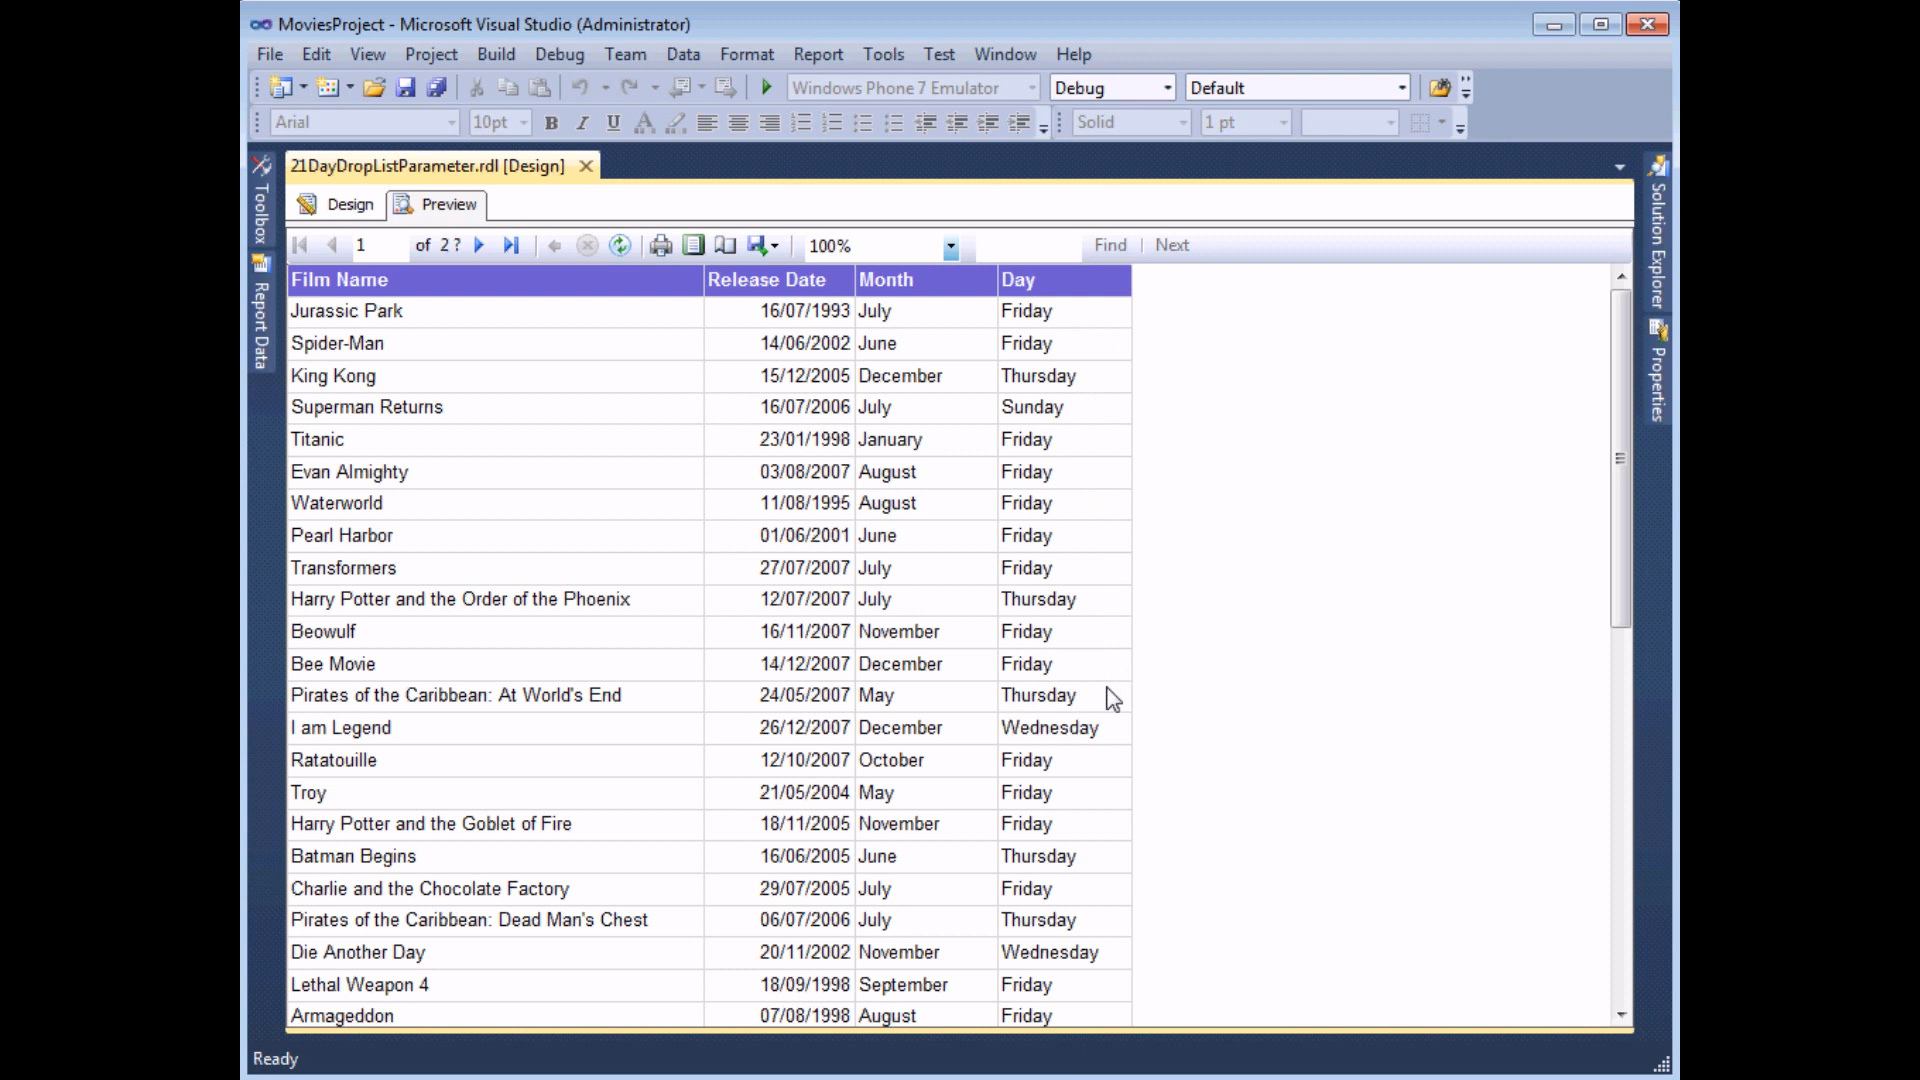 MoviesProject - Microsoft Visual Studio (Administrator)
File Edit View Project Build Debug Team Data Format Report Tools Test Window Help
Windows Phone 7 Emulator Debug Default
Arial 10pt B I U A Solid 1 pt
21DayDropListParameter.rdl [Design]
Design Preview
1 of 2 ? 100% Find | Next
Toolbox
Report Data
Solution Explorer
Properties
Film Name Release Date Month Day
Jurassic Park 16/07/1993 July Friday
Spider-Man 14/06/2002 June Friday
King Kong 15/12/2005 December Thursday
Superman Returns 16/07/2006 July Sunday
Titanic 23/01/1998 January Friday
Evan Almighty 03/08/2007 August Friday
Waterworld 11/08/1995 August Friday
Pearl Harbor 01/06/2001 June Friday
Transformers 27/07/2007 July Friday
Harry Potter and the Order of the Phoenix 12/07/2007 July Thursday
Beowulf 16/11/2007 November Friday
Bee Movie 14/12/2007 December Friday
Pirates of the Caribbean: At World's End 24/05/2007 May Thursday
I am Legend 26/12/2007 December Wednesday
Ratatouille 12/10/2007 October Friday
Troy 21/05/2004 May Friday
Harry Potter and the Goblet of Fire 18/11/2005 November Friday
Batman Begins 16/06/2005 June Thursday
Charlie and the Chocolate Factory 29/07/2005 July Friday
Pirates of the Caribbean: Dead Man's Chest 06/07/2006 July Thursday
Die Another Day 20/11/2002 November Wednesday
Lethal Weapon 4 18/09/1998 September Friday
Armageddon 07/08/1998 August Friday
Ready